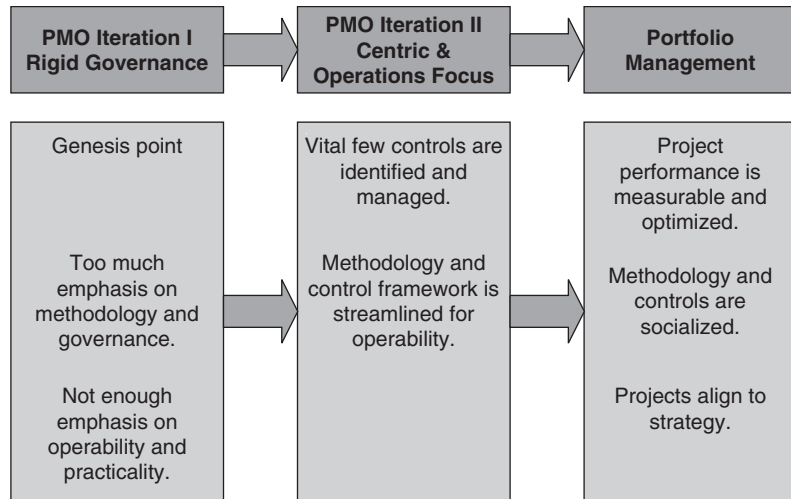 PMO Iteration I
Rigid Governance
PMO Iteration II
Centric &
Operations Focus
Portfolio
Management
Genesis point
Too much
emphasis on
methodology and
governance.
Not enough
emphasis on
operability and
practicality.
Vital few controls are
identified and
managed.
Methodology and
control framework is
streamlined for
operability.
Project
performance is
measurable and
optimized.
Methodology and
controls are
socialized.
Projects align to
strategy.